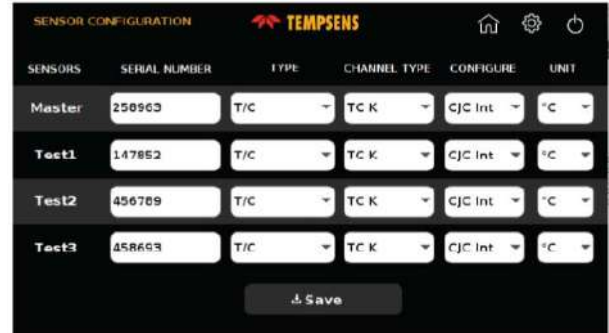 SENSOR CONFIGURATION TEMPSENS
SENSORS SERIAL NUMBER TYPE CHANNEL TYPE CONFIGURE UNIT
Master 258963 T/C TC K CJC Int °C
Test1 147852 T/C TC K CJC Int °C
Test2 456789 T/C TC K CJC Int °C
Test3 458693 T/C TC K CJC Int °C
Save